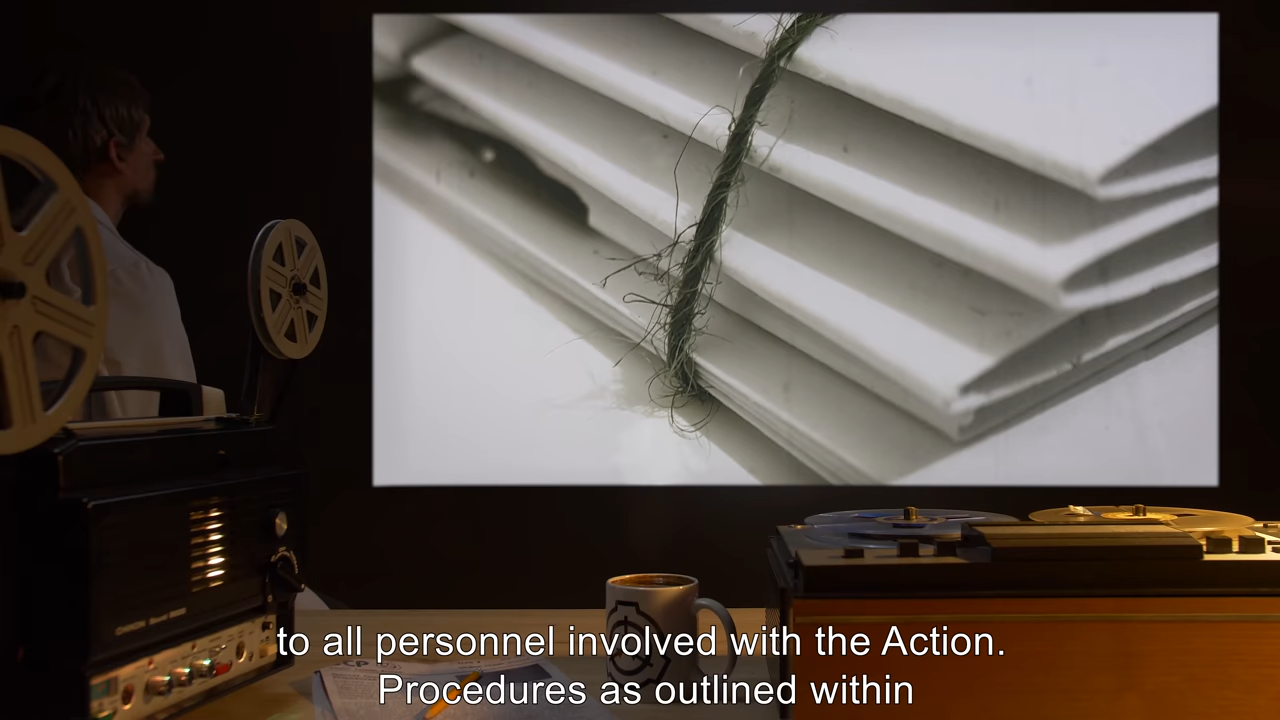 to all personnel involved with the Action.
Procedures as outlined within